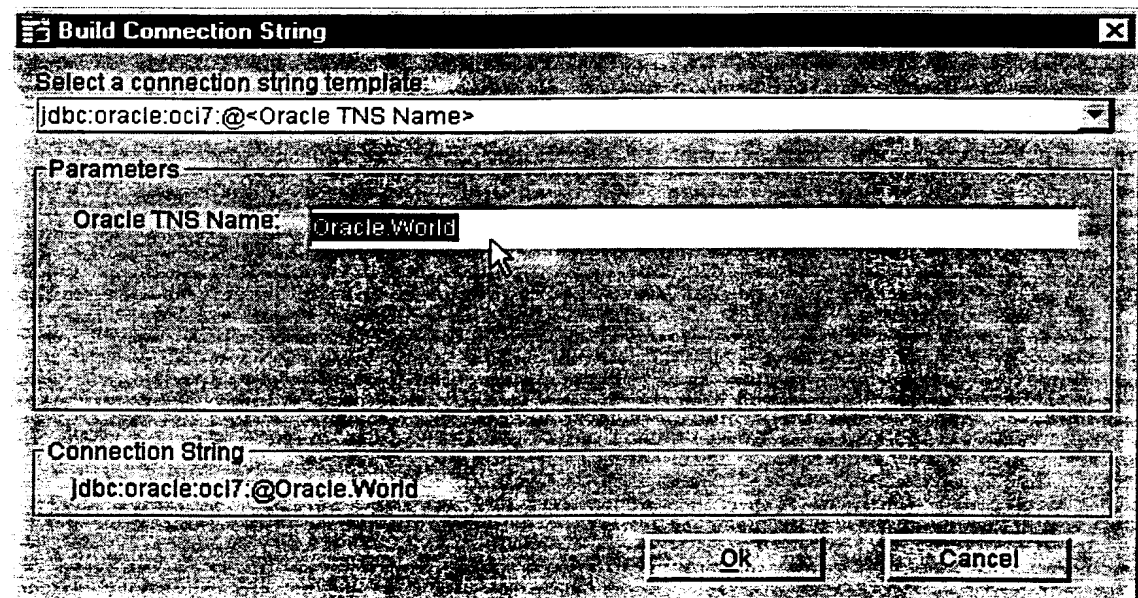 Build Connection String
Select a connection string template:
jdbc:oracle:oci7:@<Oracle TNS Name>
Parameters
Oracle TNS Name:
Oracle.World
Connection String
jdbc:oracle:oci7:@Oracle.World
Ok
Cancel